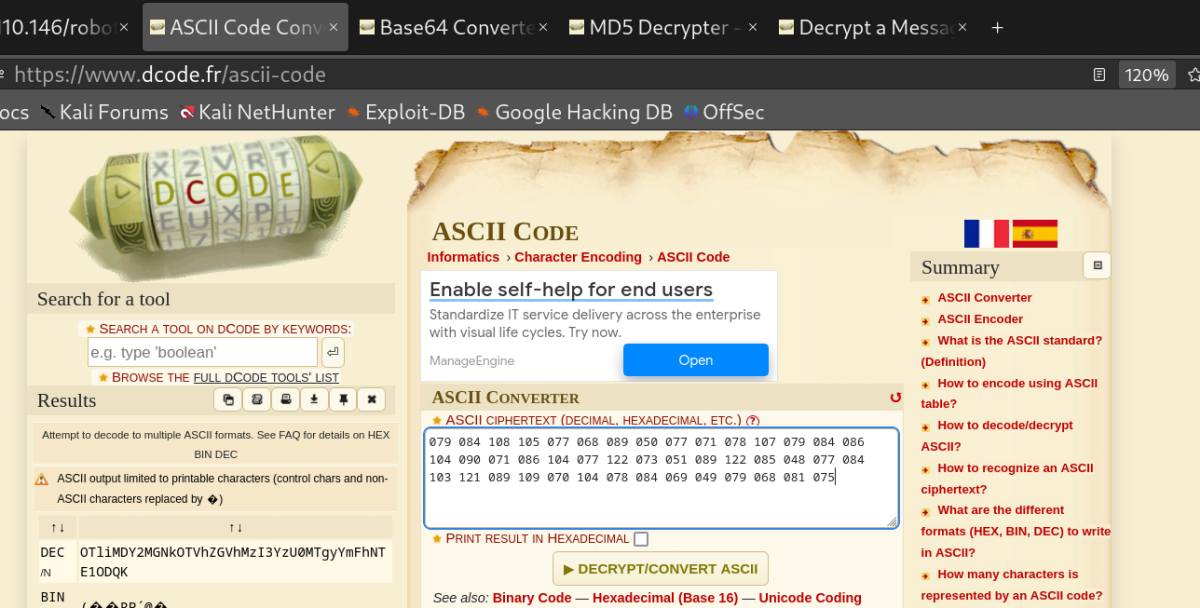 110.146/robo
ASCII Code Conv
Base64 Converte
MD5 Decrypter -
Decrypt a Messa
https://www.dcode.fr/ascii-code
120%
ocs
Kali Forums
Kali NetHunter
Exploit-DB
Google Hacking DB
OffSec
DCODE
Search for a tool
SEARCH A TOOL ON DCODE BY KEYWORDS:
e.g. type 'boolean'
BROWSE THE FULL DCODE TOOLS' LIST
Results
Attempt to decode to multiple ASCII formats. See FAQ for details on HEX
BIN DEC
ASCII output limited to printable characters (control chars and non-
ASCII characters replaced by �)
↑↓ ↑↓
DEC OTliMDY2MGNkOTVhZGVhMzI3YzU0MTgyYmFhNT
/N E1ODQK
BIN
ASCII CODE
Informatics › Character Encoding › ASCII Code
Enable self-help for end users
Standardize IT service delivery across the enterprise
with visual life cycles. Try now.
ManageEngine
Open
ASCII CONVERTER
ASCII CIPHERTEXT (DECIMAL, HEXADECIMAL, ETC.) (?)
079 084 108 105 077 068 089 050 077 071 078 107 079 084 086
104 090 071 086 104 077 122 073 051 089 122 085 048 077 084
103 121 089 109 070 104 078 084 069 049 079 068 081 075
PRINT RESULT IN HEXADECIMAL
▶ DECRYPT/CONVERT ASCII
See also: Binary Code — Hexadecimal (Base 16) — Unicode Coding
Summary
ASCII Converter
ASCII Encoder
What is the ASCII standard?
(Definition)
How to encode using ASCII
table?
How to decode/decrypt
ASCII?
How to recognize an ASCII
ciphertext?
What are the different
formats (HEX, BIN, DEC) to write
in ASCII?
How many characters is
represented by an ASCII code?